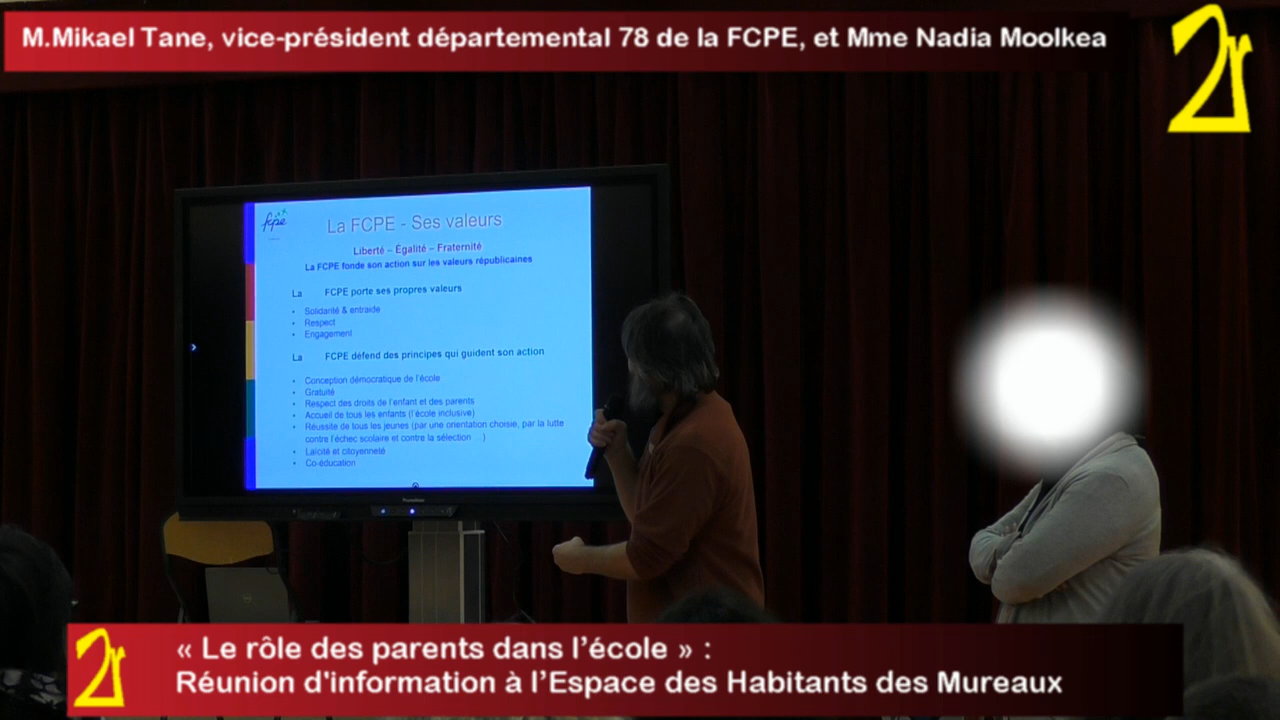 M.Mikael Tane, vice-président départemental 78 de la FCPE, et Mme Nadia Moolkea
2r
fcpe
La FCPE - Ses valeurs
Liberté – Égalité – Fraternité
La FCPE fonde son action sur les valeurs républicaines
La FCPE porte ses propres valeurs
• Solidarité & entraide
• Respect
• Engagement
La FCPE défend des principes qui guident son action
• Conception démocratique de l'école
• Gratuité
• Respect des droits de l'enfant et des parents
• Accueil de tous les enfants (l'école inclusive)
• Réussite de tous les jeunes (par une orientation choisie, par la lutte
contre l'échec scolaire et contre la sélection ...)
• Laïcité et citoyenneté
• Co-éducation
2r
« Le rôle des parents dans l’école » :
Réunion d'information à l’Espace des Habitants des Mureaux